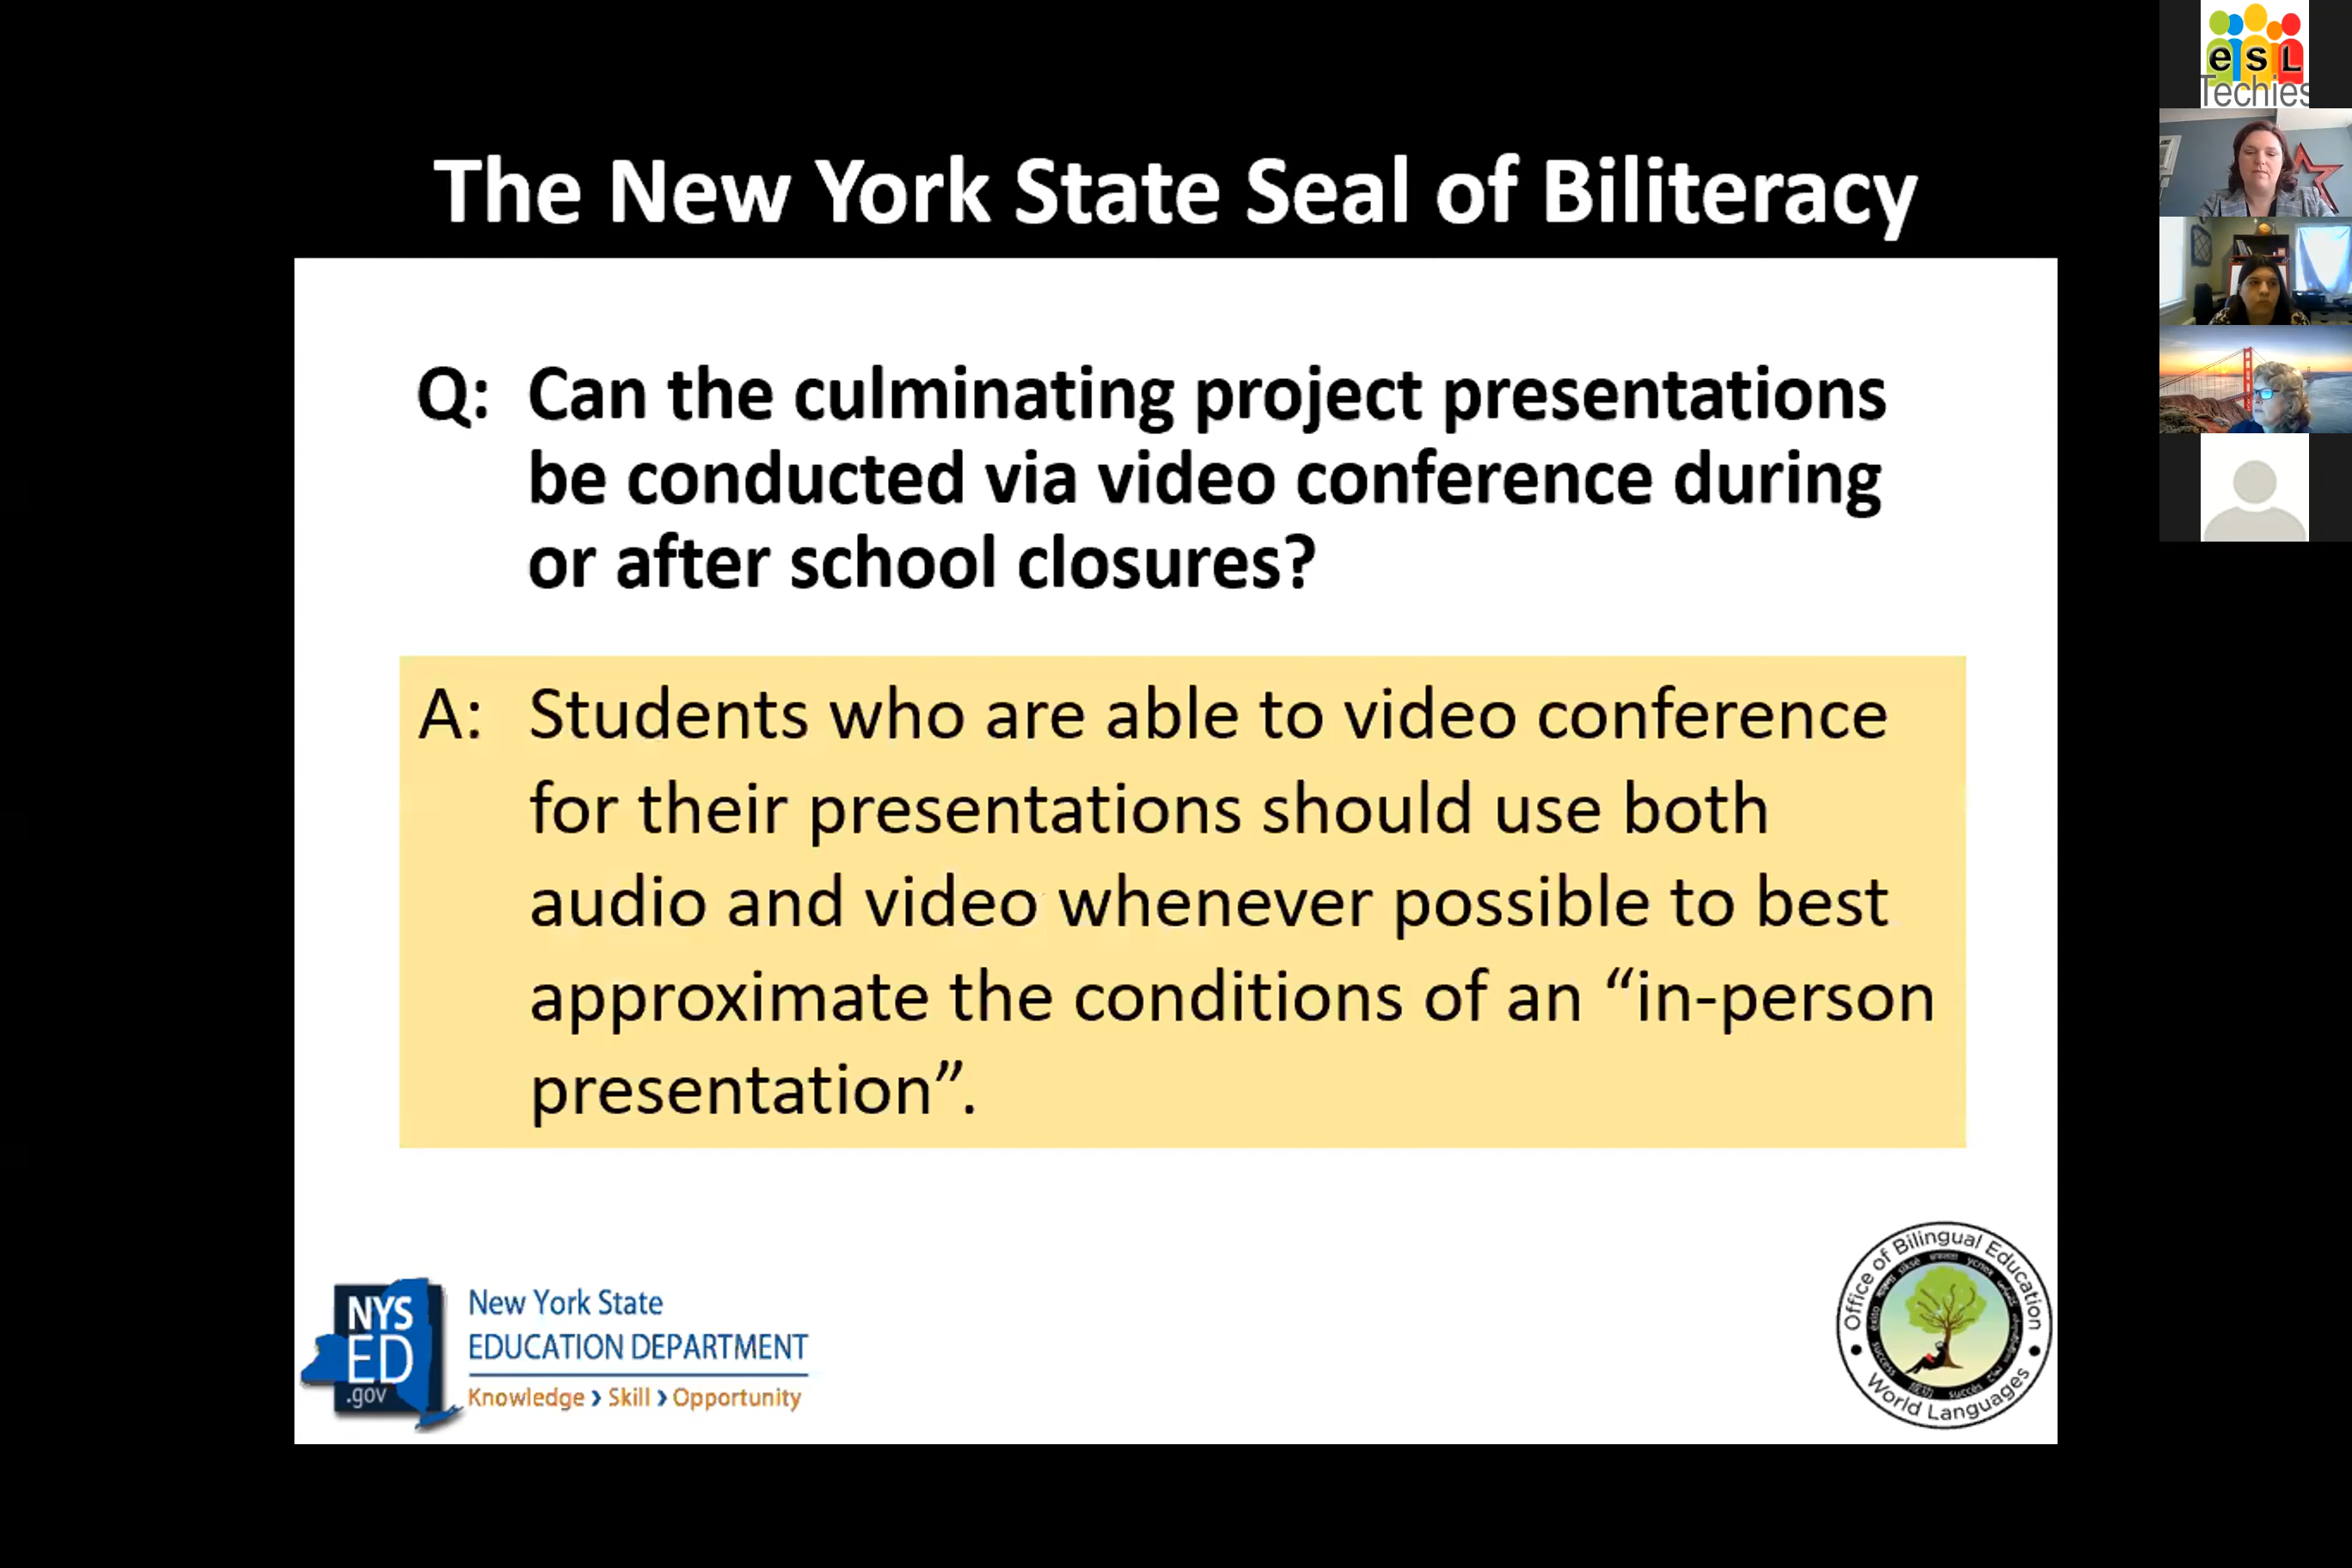 esL
Techies
The New York State Seal of Biliteracy
Q: Can the culminating project presentations
be conducted via video conference during
or after school closures?
A: Students who are able to video conference
for their presentations should use both
audio and video whenever possible to best
approximate the conditions of an “in-person
presentation”.
NYS
ED
.gov
New York State
EDUCATION DEPARTMENT
Knowledge › Skill › Opportunity
Office of Bilingual Education
World Languages
success
succès